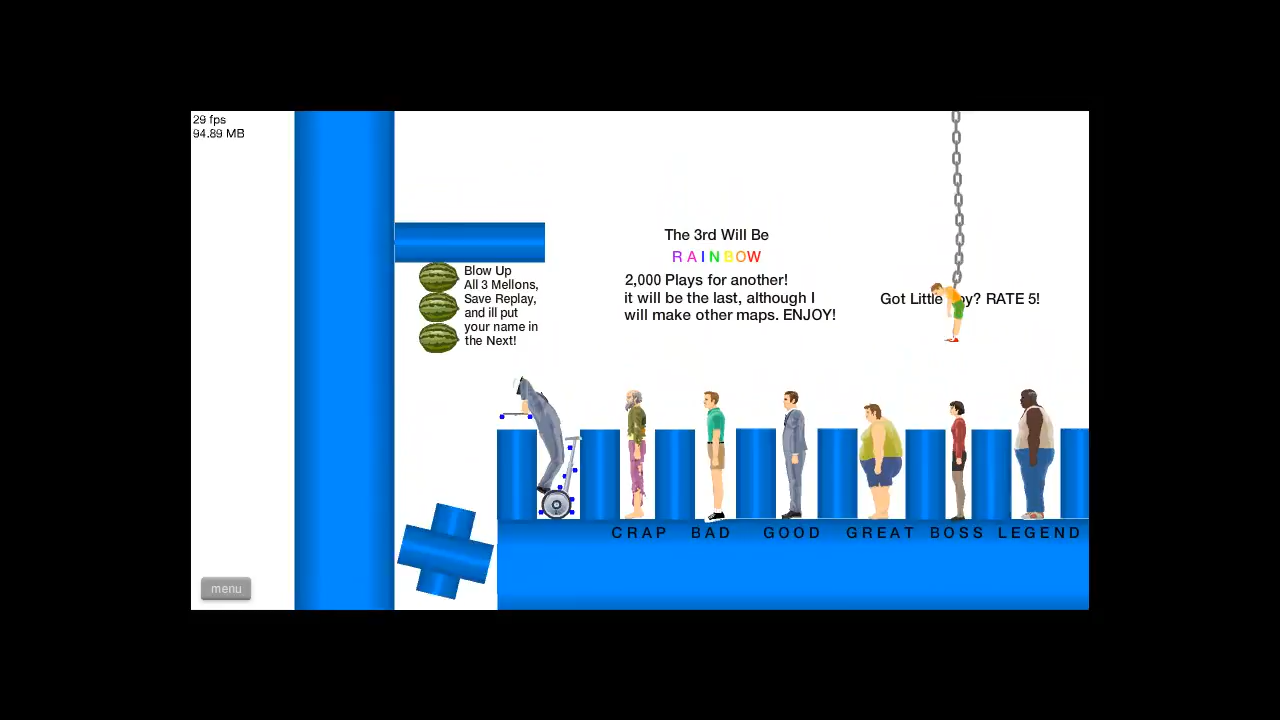 29 fps
94.89 MB
The 3rd Will Be
R A I N B O W
2,000 Plays for another!
it will be the last, although I
will make other maps. ENJOY!
Blow Up
All 3 Mellons,
Save Replay,
and ill put
your name in
the Next!
Got Little y? RATE 5!
CRAP BAD GOOD GREAT BOSS LEGEND
menu